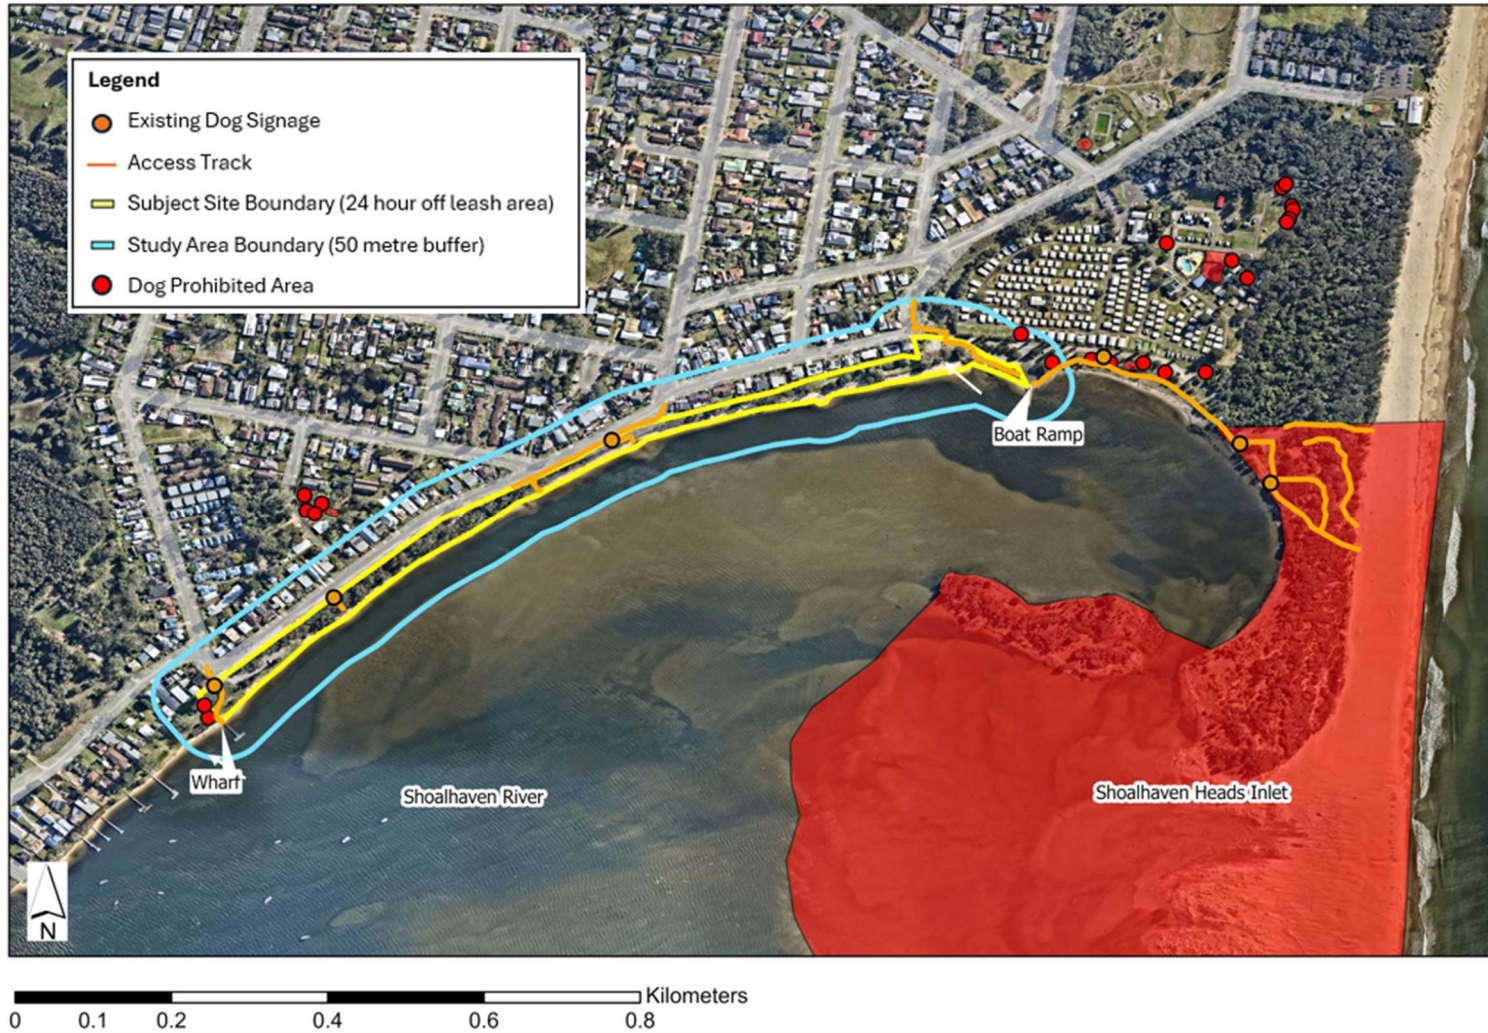 Legend
Existing Dog Signage
Access Track
Subject Site Boundary (24 hour off leash area)
Study Area Boundary (50 metre buffer)
Dog Prohibited Area
Boat Ramp
Wharf
Shoalhaven River
Shoalhaven Heads Inlet
N
Kilometers
0 0.1 0.2 0.4 0.6 0.8